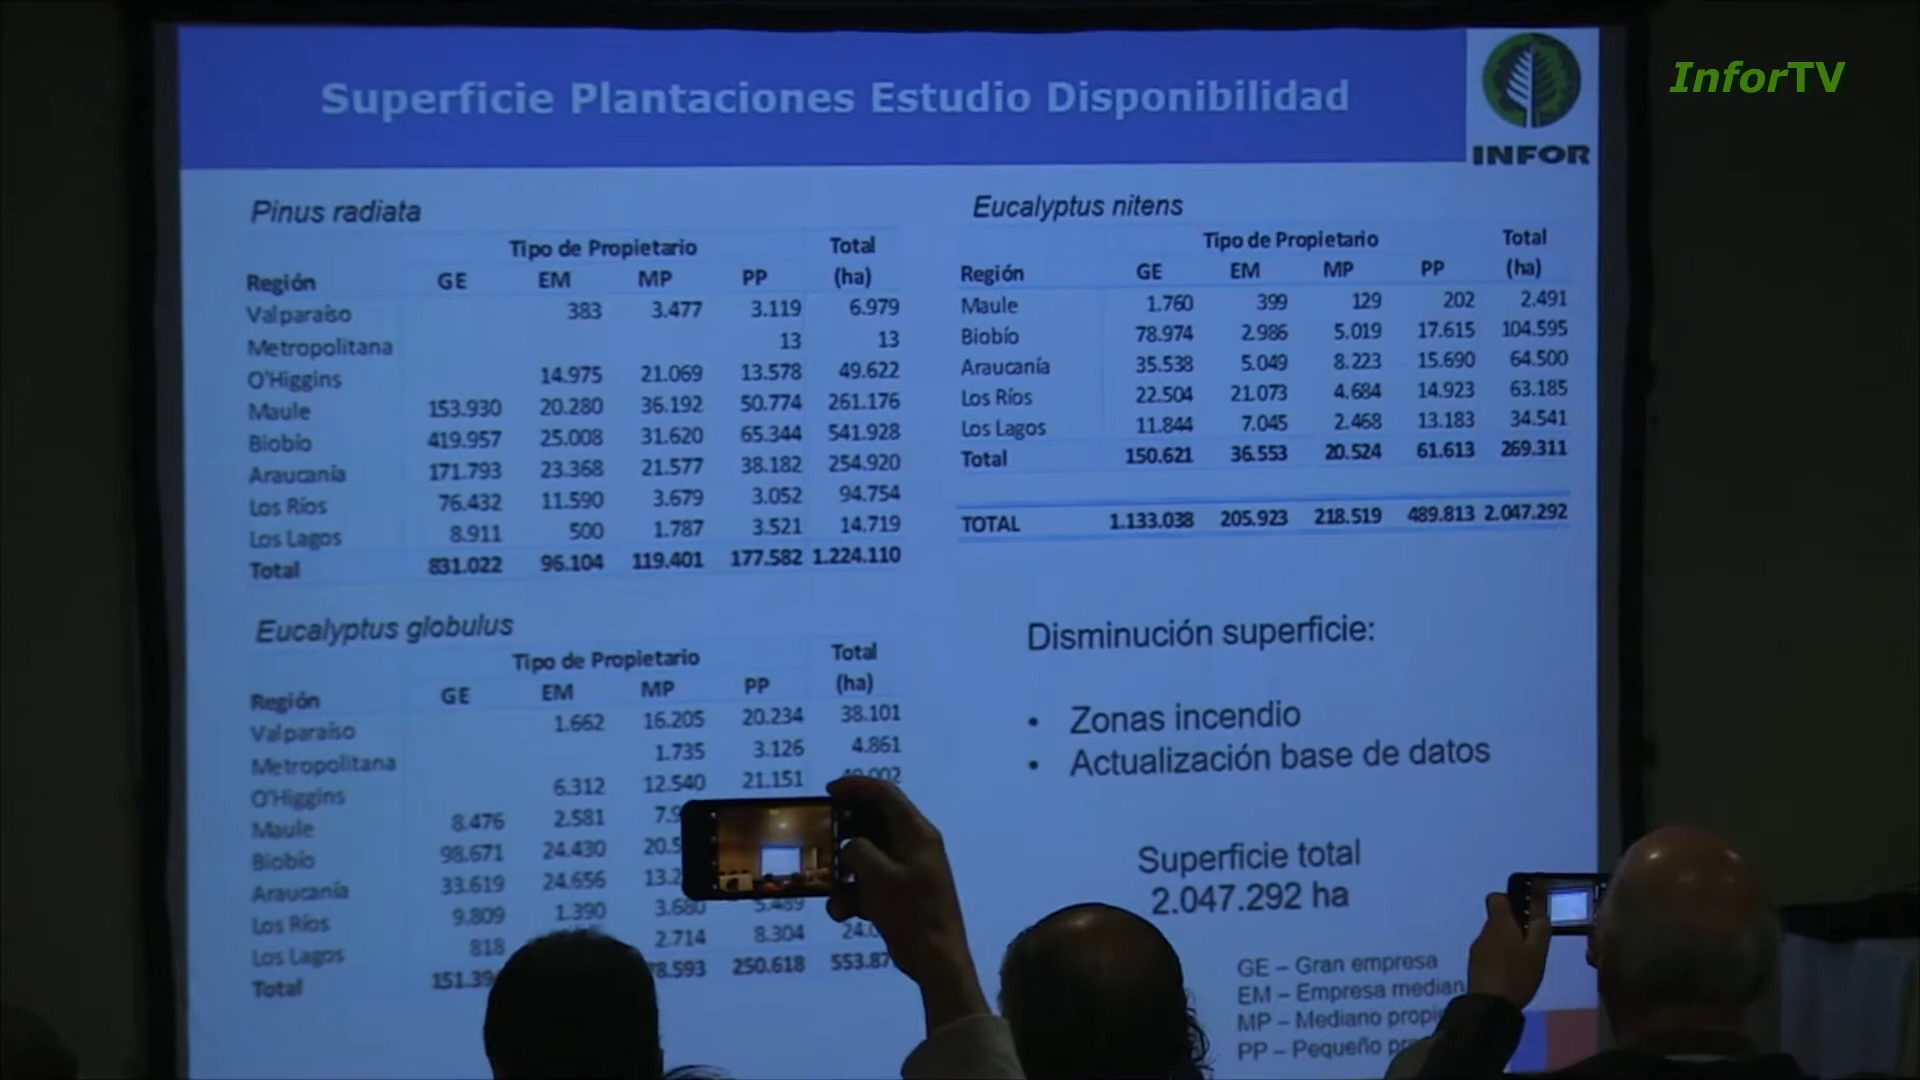 InforTV
Superficie Plantaciones Estudio Disponibilidad
INFOR
Pinus radiata
Tipo de Propietario Total
Región GE EM MP PP (ha)
Valparaíso 383 3.477 3.119 6.979
Metropolitana 13 13
O'Higgins 14.975 21.069 13.578 49.622
Maule 153.930 20.280 36.192 50.774 261.176
Biobío 419.957 25.008 31.620 65.344 541.928
Araucanía 171.793 23.368 21.577 38.182 254.920
Los Ríos 76.432 11.590 3.679 3.052 94.754
Los Lagos 8.911 500 1.787 3.521 14.719
Total 831.022 96.104 119.401 177.582 1.224.110
Eucalyptus globulus
Tipo de Propietario Total
Región GE EM MP PP (ha)
Valparaíso 1.662 16.205 20.234 38.101
Metropolitana 1.735 3.126 4.861
O'Higgins 6.312 12.540 21.151
Maule 8.476 2.581
Biobío 98.671 24.430
Araucanía 33.619 24.656
Los Ríos 9.809 1.390 3.680 5.489
Los Lagos 818 2.714 8.304
Total 250.618
Eucalyptus nitens
Tipo de Propietario Total
Región GE EM MP PP (ha)
Maule 1.760 399 129 202 2.491
Biobío 78.974 2.986 5.019 17.615 104.595
Araucanía 35.538 5.049 8.223 15.690 64.500
Los Ríos 22.504 21.073 4.684 14.923 63.185
Los Lagos 11.844 7.045 2.468 13.183 34.541
Total 150.621 36.553 20.524 61.613 269.311
TOTAL 1.133.038 205.923 218.519 489.813 2.047.292
Disminución superficie:
• Zonas incendio
• Actualización base de datos
Superficie total
2.047.292 ha
GE – Gran empresa
EM – Empresa median
MP – Mediano
PP – Pequeño